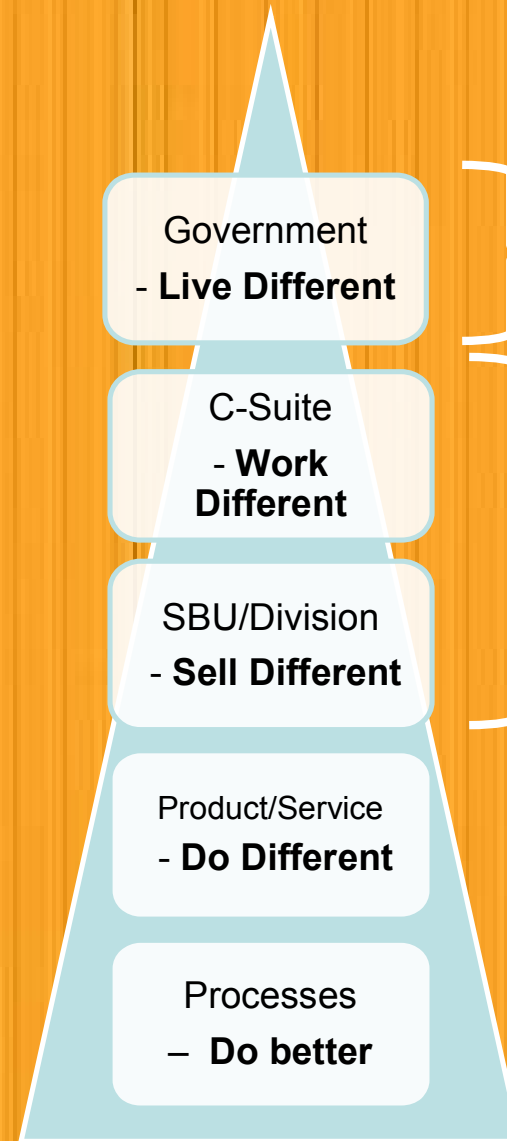 Government
- Live Different
C-Suite
- Work
Different
SBU/Division
- Sell Different
Product/Service
- Do Different
Processes
– Do better